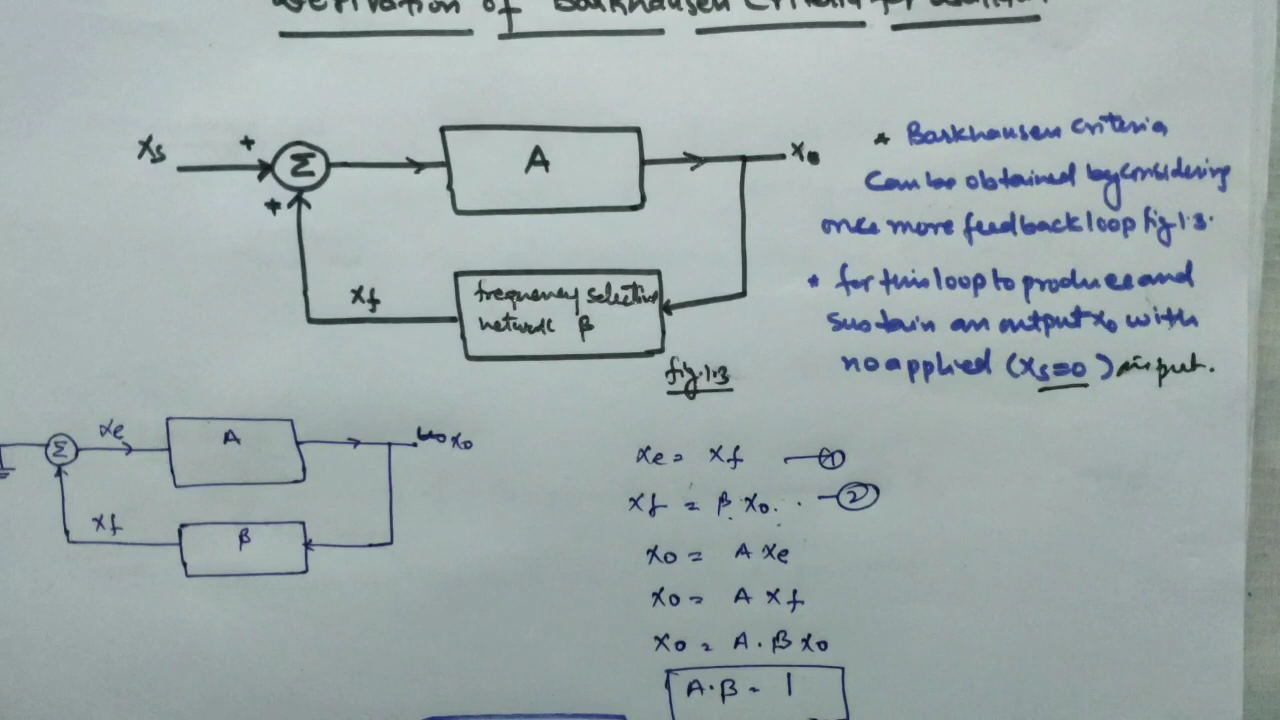 Derivation of Barkhausen Criteria for
Xs
+
Σ
A
Xo
+
Xf
frequency selective
network β
fig.1.3
* Barkhausen Criteria
Can be obtained by considering
once more feedback loop fig 1.3.
* for this loop to produce and
sustain an output Xo with
no applied (Xs=0) input.
Σ
Xe
A
Xo
Xf
β
Xe = Xf —①
Xf = β Xo. —②
Xo = A Xe
Xo = A Xf
Xo = A . β Xo
A.β = 1